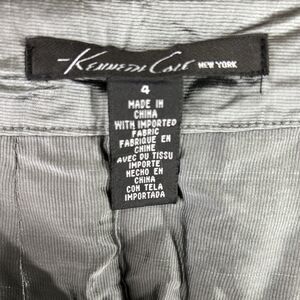 Kenneth Cole NEW YORK
4
MADE IN
CHINA
WITH IMPORTED
FABRIC
FABRIQUE EN
CHINE
AVEC DU TISSU
IMPORTE
HECHO EN
CHINA
CON TELA
IMPORTADA